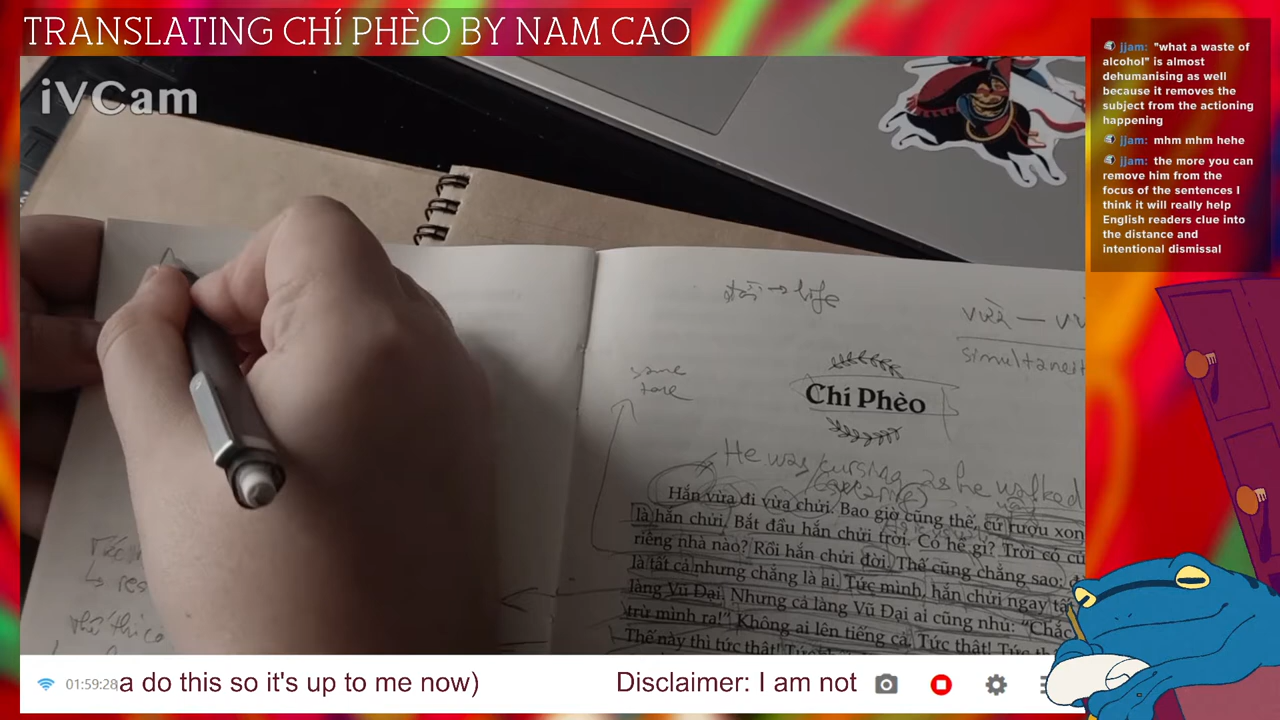 TRANSLATING CHÍ PHÈO BY NAM CAO
iVCam
jjam: "what a waste of
alcohol" is almost
dehumanising as well
because it removes the
subject from the actioning
happening
jjam: mhm mhm hehe
jjam: the more you can
remove him from the
focus of the sentences I
think it will really help
English readers clue into
the distance and
intentional dismissal
→ life
vừa —
simultaneit
same
tone
Chí Phèo
He was cursing as he walked
Hắn vừa đi vừa chửi. Bao giờ cũng thế, cứ rượu xon
là hắn chửi. Bắt đầu hắn chửi trời. Có hề gì? Trời có củ
riêng nhà nào? Rồi hắn chửi đời. Thế cũng chẳng sao: đ
là tất cả nhưng chẳng là ai. Tức mình, hắn chửi ngay tất
làng Vũ Đại. Nhưng cả làng Vũ Đại ai cũng nhủ: "Chắc
trừ mình ra!" Không ai lên tiếng cả. Tức thật! Tức th
Thế này thì tức thật!
01:59:28
a do this so it's up to me now)
Disclaimer: I am not